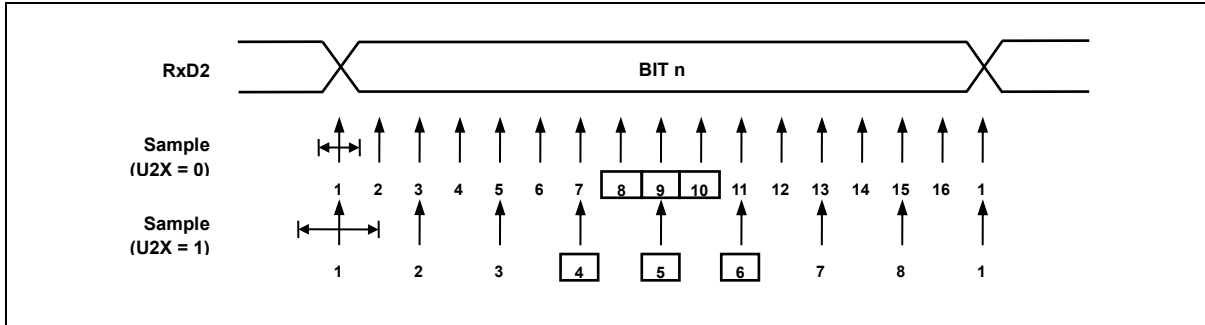 RxD2 BIT n
Sample
(U2X = 0)
1 2 3 4 5 6 7 8 9 10 11 12 13 14 15 16 1
Sample
(U2X = 1)
1 2 3 4 5 6 7 8 1